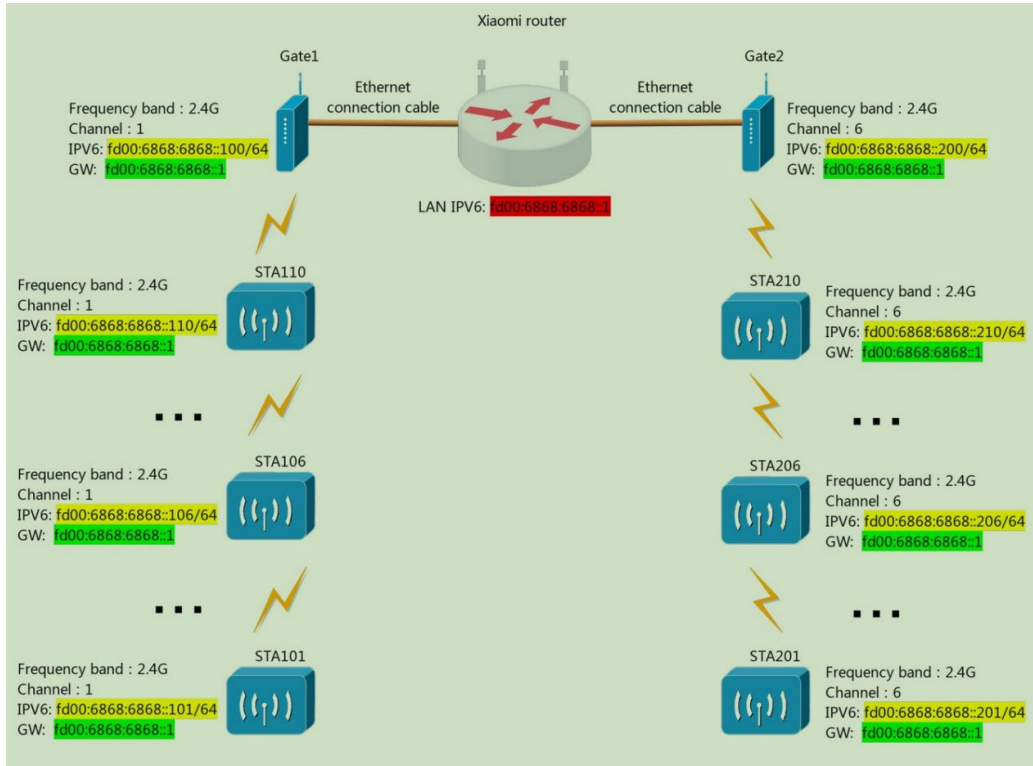 Xiaomi router
Gate1
Gate2
Ethernet
connection cable
Ethernet
connection cable
Frequency band : 2.4G
Channel : 1
IPV6: fd00:6868:6868::100/64
GW: fd00:6868:6868::1
Frequency band : 2.4G
Channel : 6
IPV6: fd00:6868:6868::200/64
GW: fd00:6868:6868::1
LAN IPV6: fd00:6868:6868::1
STA110
Frequency band : 2.4G
Channel : 1
IPV6: fd00:6868:6868::110/64
GW: fd00:6868:6868::1
STA210
Frequency band : 2.4G
Channel : 6
IPV6: fd00:6868:6868::210/64
GW: fd00:6868:6868::1
...
...
STA106
Frequency band : 2.4G
Channel : 1
IPV6: fd00:6868:6868::106/64
GW: fd00:6868:6868::1
STA206
Frequency band : 2.4G
Channel : 6
IPV6: fd00:6868:6868::206/64
GW: fd00:6868:6868::1
...
...
STA101
Frequency band : 2.4G
Channel : 1
IPV6: fd00:6868:6868::101/64
GW: fd00:6868:6868::1
STA201
Frequency band : 2.4G
Channel : 6
IPV6: fd00:6868:6868::201/64
GW: fd00:6868:6868::1